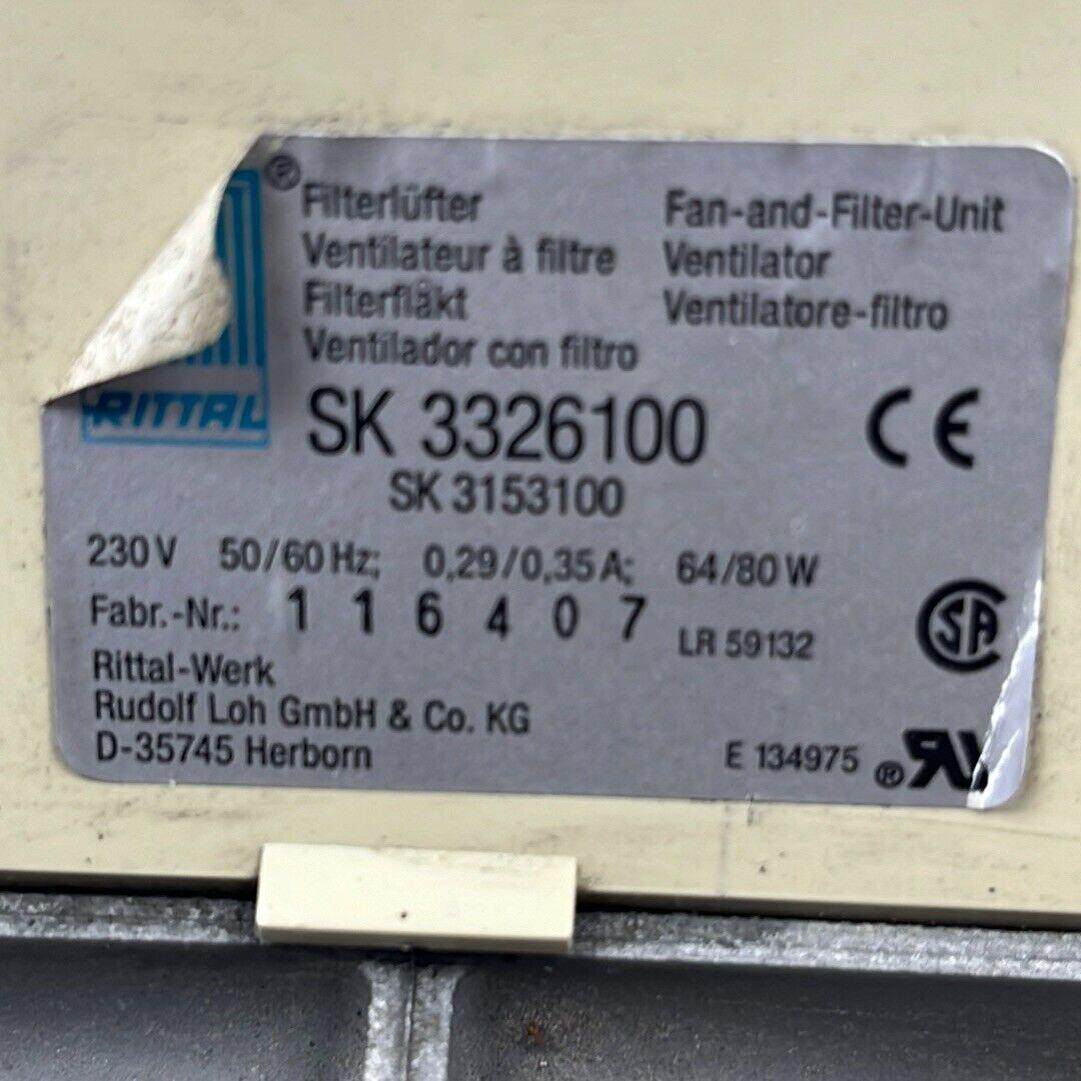 ®
Filterlüfter Fan-and-Filter-Unit
Ventilateur à filtre Ventilator
Filterfläkt Ventilatore-filtro
Ventilador con filtro
RITTAL
SK 3326100 CE
SK 3153100
230 V 50/60 Hz; 0,29/0,35 A; 64/80 W
Fabr.-Nr.: 1 1 6 4 0 7 LR 59132 SA
Rittal-Werk
Rudolf Loh GmbH & Co. KG
D-35745 Herborn E 134975 ®